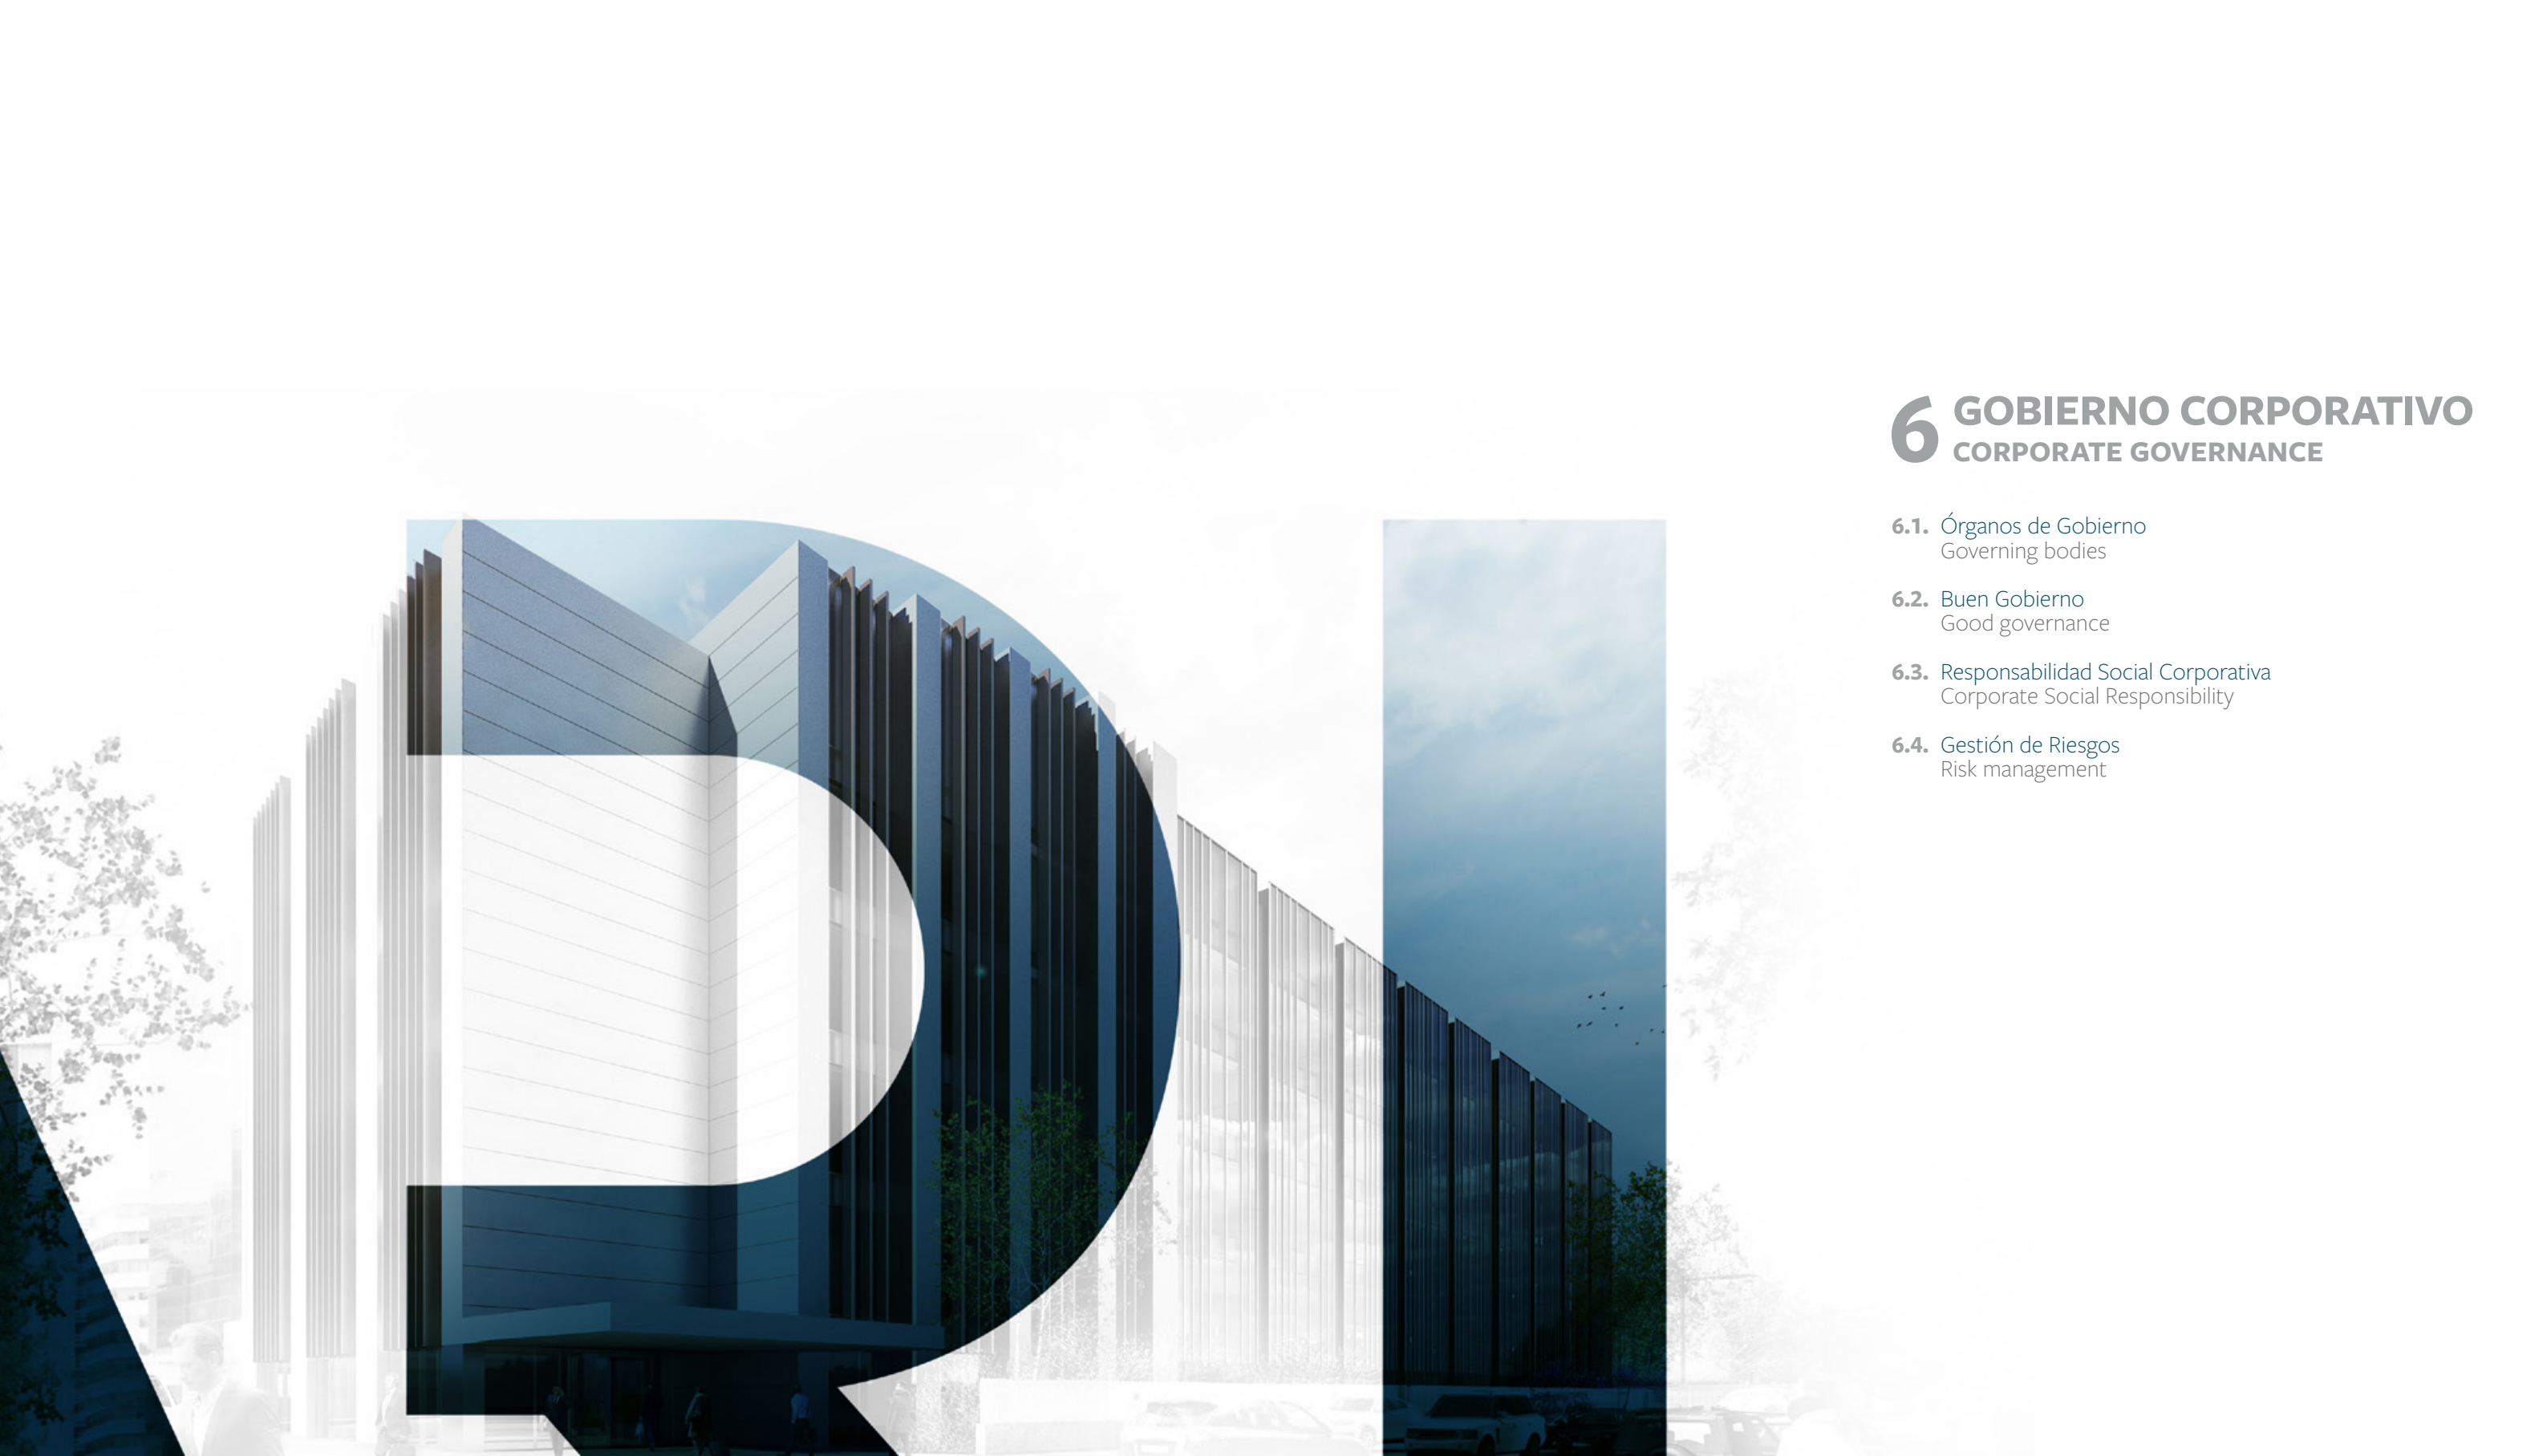 6 GOBIERNO CORPORATIVO
CORPORATE GOVERNANCE
6.1. Órganos de Gobierno
Governing bodies
6.2. Buen Gobierno
Good governance
6.3. Responsabilidad Social Corporativa
Corporate Social Responsibility
6.4. Gestión de Riesgos
Risk management
RI